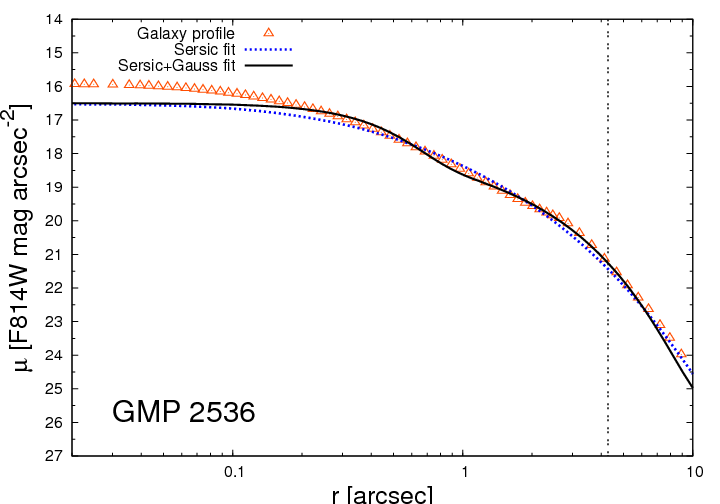 Galaxy profile
Sersic fit
Sersic+Gauss fit
14
15
16
17
18
19
20
21
22
23
24
25
26
27
μ [F814W mag arcsec-2]
GMP 2536
0.1
1
10
r [arcsec]